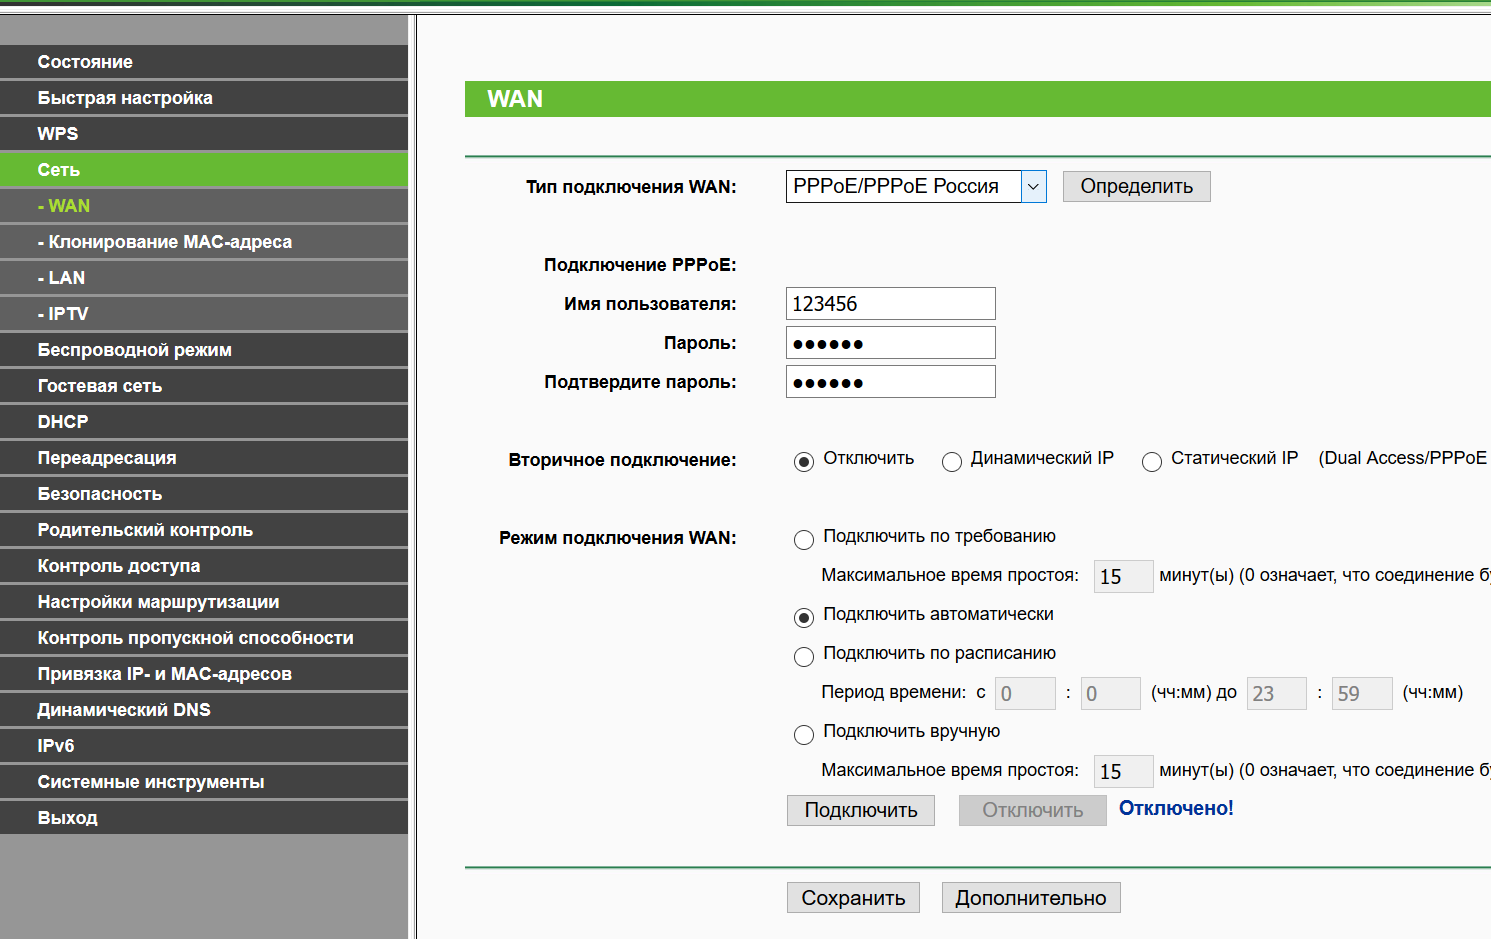 Состояние
Быстрая настройка
WPS
Сеть
- WAN
- Клонирование MAC-адреса
- LAN
- IPTV
Беспроводной режим
Гостевая сеть
DHCP
Переадресация
Безопасность
Родительский контроль
Контроль доступа
Настройки маршрутизации
Контроль пропускной способности
Привязка IP- и MAC-адресов
Динамический DNS
IPv6
Системные инструменты
Выход
WAN
Тип подключения WAN: PPPoE/PPPoE Россия Определить
Подключение PPPoE:
Имя пользователя: 123456
Пароль: ●●●●●●
Подтвердите пароль: ●●●●●●
Вторичное подключение: Отключить Динамический IP Статический IP (Dual Access/PPPoE
Режим подключения WAN: Подключить по требованию
Максимальное время простоя: 15 минут(ы) (0 означает, что соединение
Подключить автоматически
Подключить по расписанию
Период времени: с 0 : 0 (чч:мм) до 23 : 59 (чч:мм)
Подключить вручную
Максимальное время простоя: 15 минут(ы) (0 означает, что соединение
Подключить Отключить Отключено!
Сохранить Дополнительно